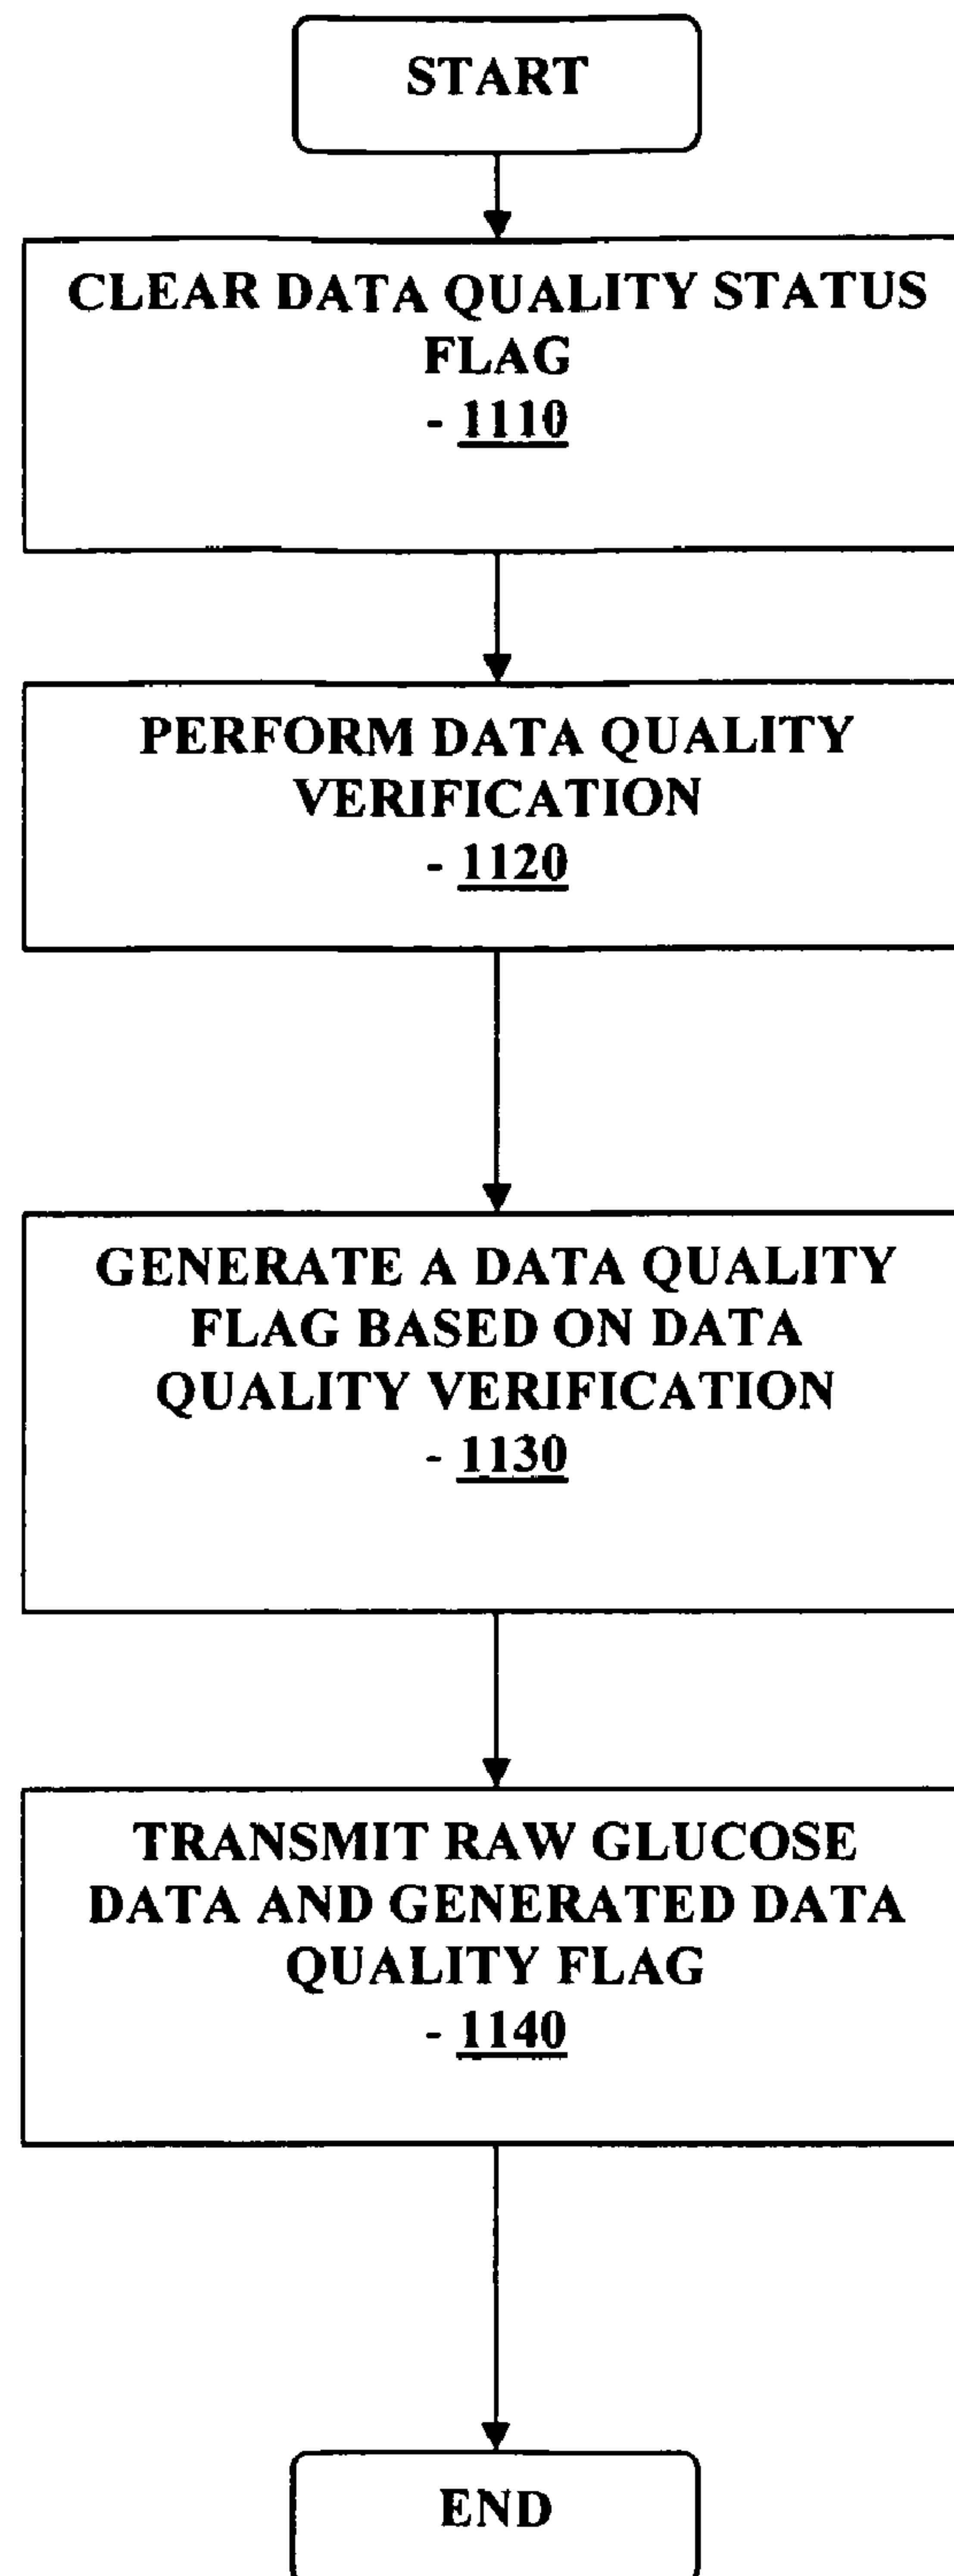 START
CLEAR DATA QUALITY STATUS
FLAG
- 1110
PERFORM DATA QUALITY
VERIFICATION
- 1120
GENERATE A DATA QUALITY
FLAG BASED ON DATA
QUALITY VERIFICATION
- 1130
TRANSMIT RAW GLUCOSE
DATA AND GENERATED DATA
QUALITY FLAG
- 1140
END